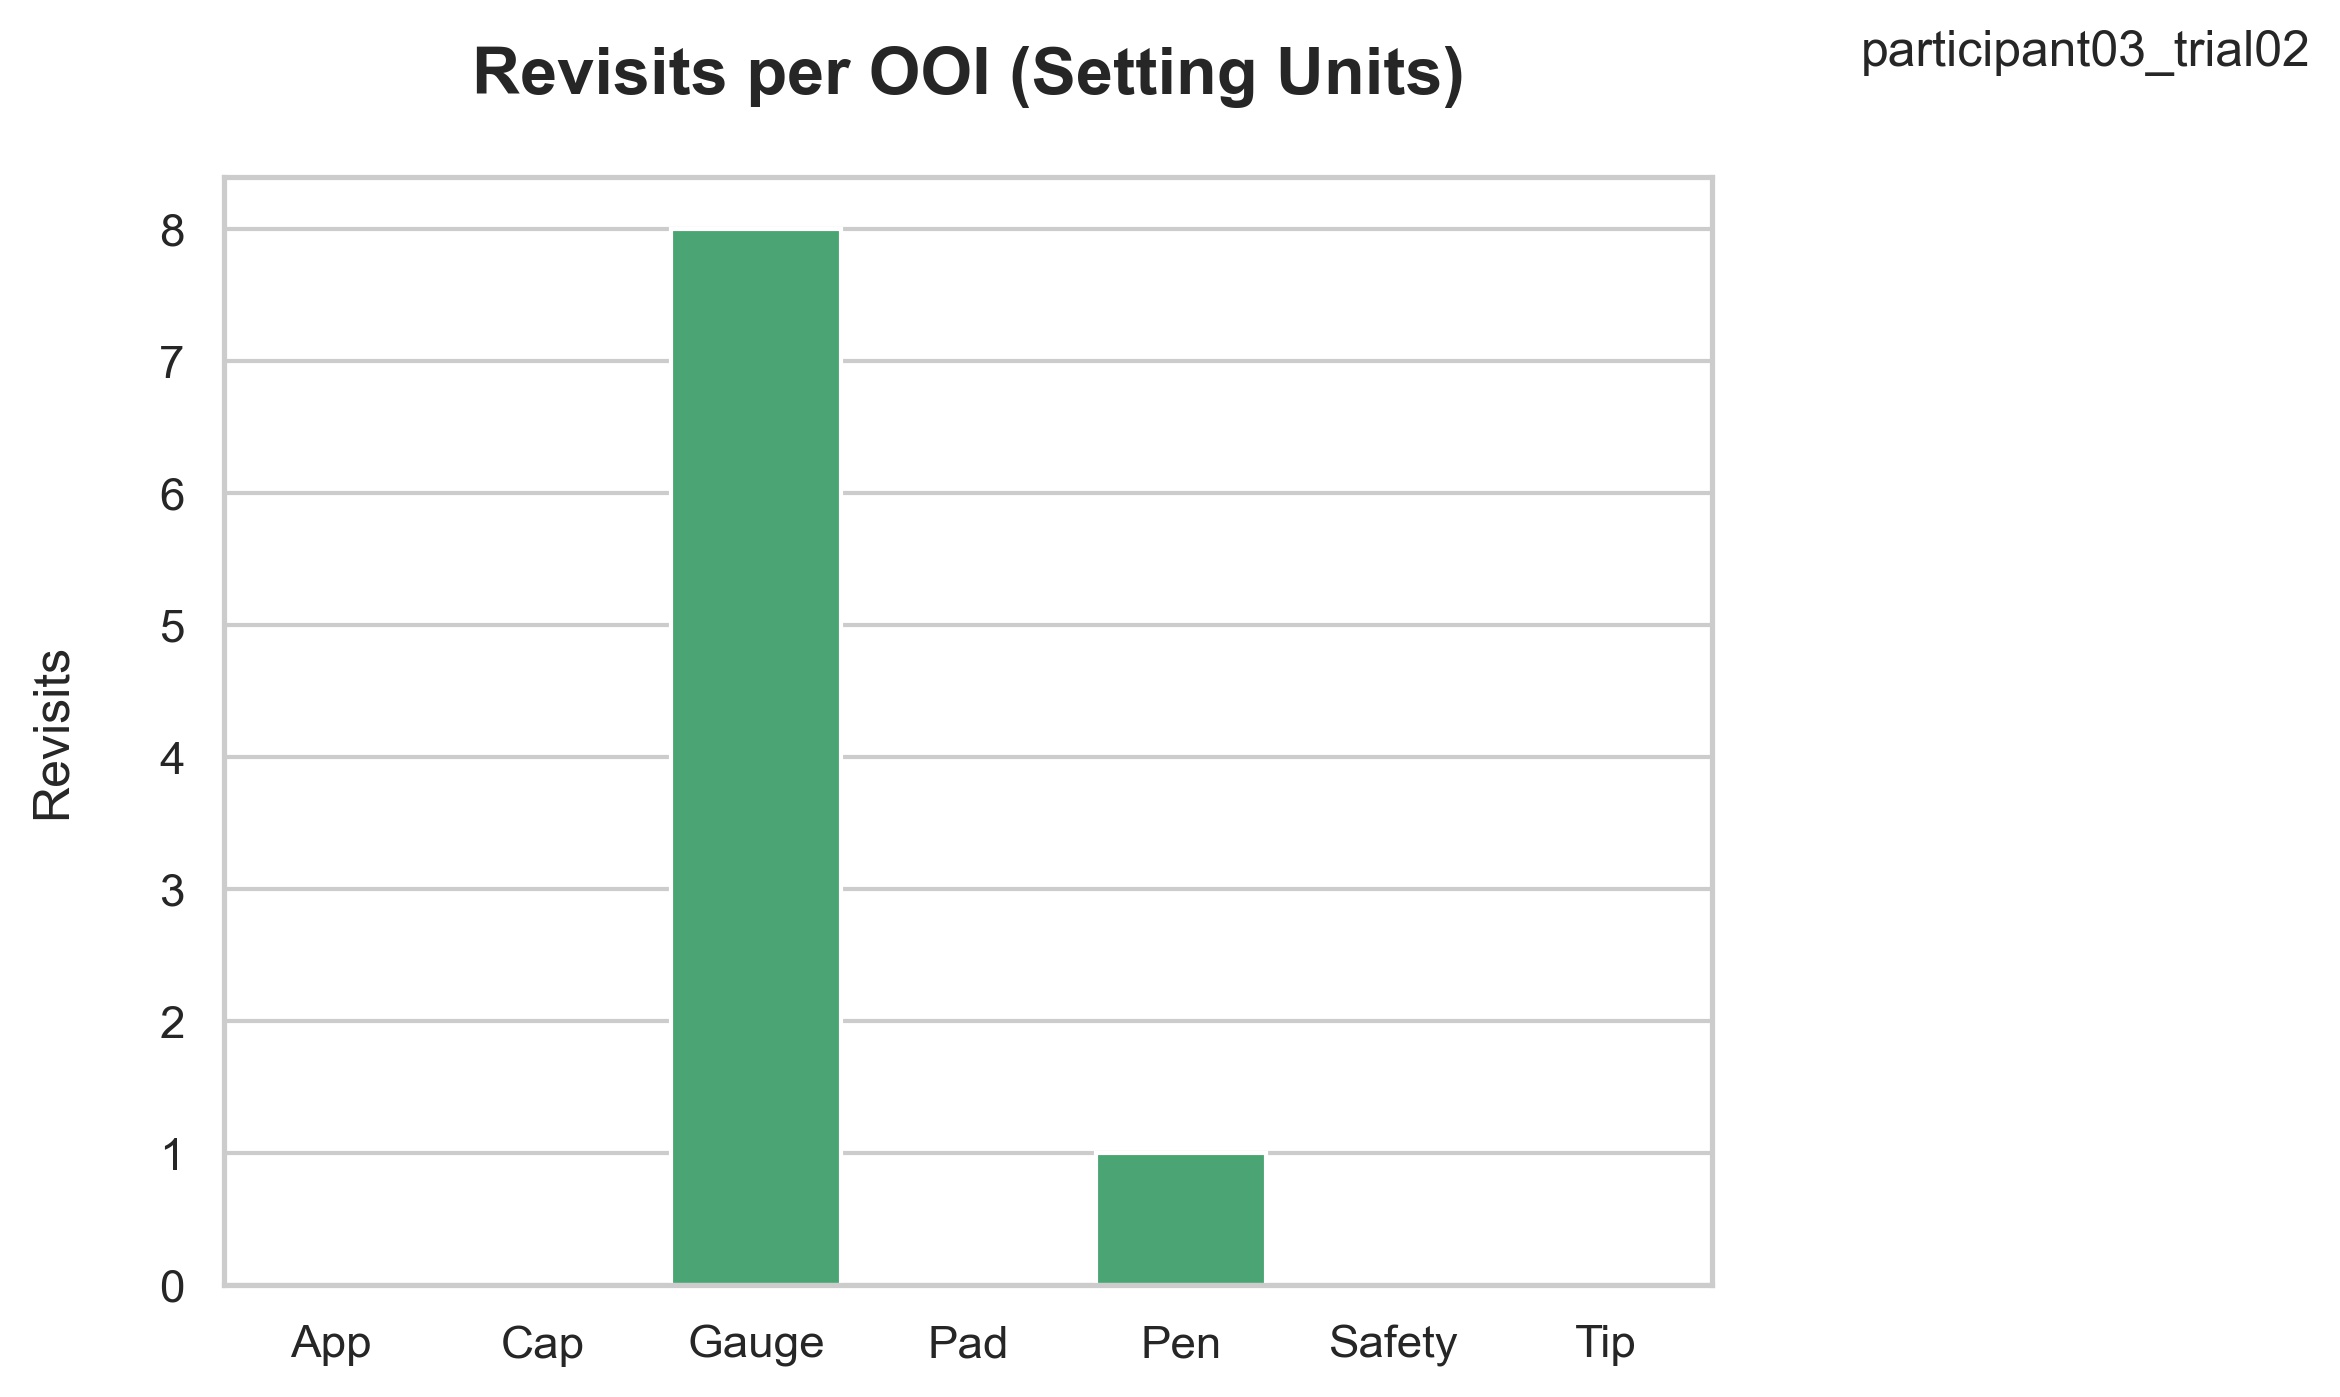 participant03_trial02
Revisits per OOI (Setting Units)
Revisits
8
7
6
5
4
3
2
1
0
App Cap Gauge Pad Pen Safety Tip